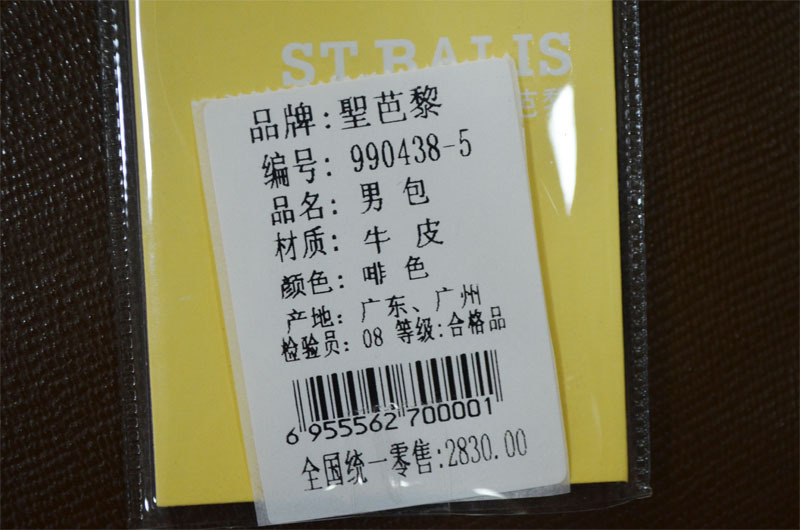 ST.BALIS
芭黎
品牌:聖芭黎
编号:990438-5
品名:男 包
材质:牛 皮
颜色:啡 色
产地:广东、广州
检验员:08 等级:合格品
6 955562 700001
全国统一零售:2830.00